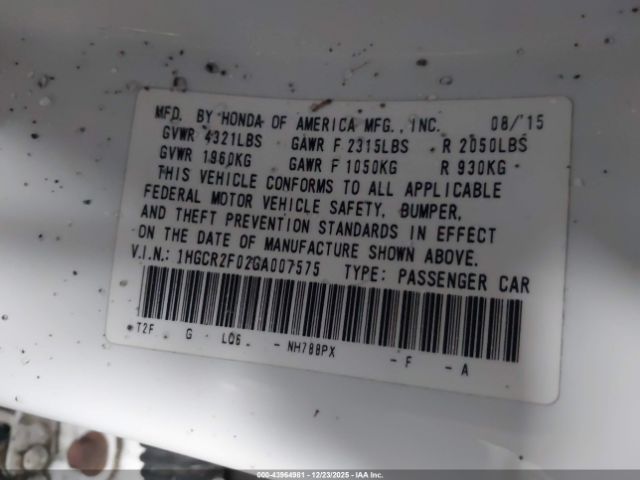 MFD. BY HONDA OF AMERICA MFG., INC. 08/15
GVWR 4321LBS GAWR F 2315LBS R 2050LBS
GVWR 1960KG GAWR F 1050KG R 930KG
THIS VEHICLE CONFORMS TO ALL APPLICABLE
FEDERAL MOTOR VEHICLE SAFETY, BUMPER,
AND THEFT PREVENTION STANDARDS IN EFFECT
ON THE DATE OF MANUFACTURE SHOWN ABOVE.
V.I.N.: 1HGCR2F02GA007575 TYPE: PASSENGER CAR
T2F G L06 - NH788PX - F - A
000-43964981 - 12/23/2025 - IAA Inc.